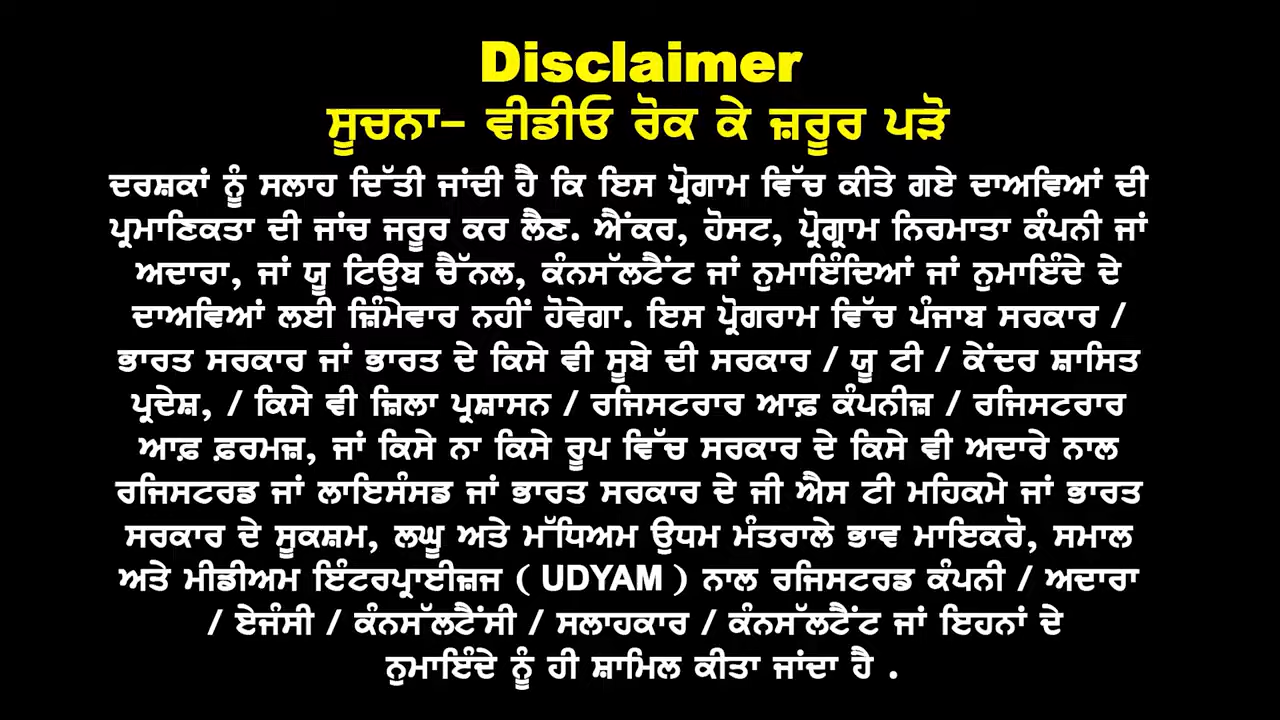 Disclaimer
ਸੂਚਨਾ- ਵੀਡੀਓ ਰੋਕ ਕੇ ਜ਼ਰੂਰ ਪੜੋ
ਦਰਸ਼ਕਾਂ ਨੂੰ ਸਲਾਹ ਦਿੱਤੀ ਜਾਂਦੀ ਹੈ ਕਿ ਇਸ ਪ੍ਰੋਗਾਮ ਵਿੱਚ ਕੀਤੇ ਗਏ ਦਾਅਵਿਆਂ ਦੀ
ਪ੍ਰਮਾਣਿਕਤਾ ਦੀ ਜਾਂਚ ਜਰੂਰ ਕਰ ਲੈਣ. ਐਂਕਰ, ਹੋਸਟ, ਪ੍ਰੋਗ੍ਰਾਮ ਨਿਰਮਾਤਾ ਕੰਪਨੀ ਜਾਂ
ਅਦਾਰਾ, ਜਾਂ ਯੂ ਟਿਉਬ ਚੈੱਨਲ, ਕੰਨਸੱਲਟੈਂਟ ਜਾਂ ਨੁਮਾਇੰਦਿਆਂ ਜਾਂ ਨੁਮਾਇੰਦੇ ਦੇ
ਦਾਅਵਿਆਂ ਲਈ ਜ਼ਿੰਮੇਵਾਰ ਨਹੀਂ ਹੋਵੇਗਾ. ਇਸ ਪ੍ਰੋਗਰਾਮ ਵਿੱਚ ਪੰਜਾਬ ਸਰਕਾਰ /
ਭਾਰਤ ਸਰਕਾਰ ਜਾਂ ਭਾਰਤ ਦੇ ਕਿਸੇ ਵੀ ਸੂਬੇ ਦੀ ਸਰਕਾਰ / ਯੂ ਟੀ / ਕੇਂਦਰ ਸ਼ਾਸਿਤ
ਪ੍ਰਦੇਸ਼, / ਕਿਸੇ ਵੀ ਜ਼ਿਲਾ ਪ੍ਰਸ਼ਾਸਨ / ਰਜਿਸਟਰਾਰ ਆਫ਼ ਕੰਪਨੀਜ਼ / ਰਜਿਸਟਰਾਰ
ਆਫ਼ ਫ਼ਰਮਜ਼, ਜਾਂ ਕਿਸੇ ਨਾ ਕਿਸੇ ਰੂਪ ਵਿੱਚ ਸਰਕਾਰ ਦੇ ਕਿਸੇ ਵੀ ਅਦਾਰੇ ਨਾਲ
ਰਜਿਸਟਰਡ ਜਾਂ ਲਾਇਸੰਸਡ ਜਾਂ ਭਾਰਤ ਸਰਕਾਰ ਦੇ ਜੀ ਐਸ ਟੀ ਮਹਿਕਮੇ ਜਾਂ ਭਾਰਤ
ਸਰਕਾਰ ਦੇ ਸੂਕਸ਼ਮ, ਲਘੂ ਅਤੇ ਮੱਧਿਅਮ ਉਧਮ ਮੰਤਰਾਲੇ ਭਾਵ ਮਾਇਕਰੋ, ਸਮਾਲ
ਅਤੇ ਮੀਡੀਅਮ ਇੰਟਰਪ੍ਰਾਈਜ਼ਜ ( UDYAM ) ਨਾਲ ਰਜਿਸਟਰਡ ਕੰਪਨੀ / ਅਦਾਰਾ
/ ਏਜੰਸੀ / ਕੰਨਸੱਲਟੈਂਸੀ / ਸਲਾਹਕਾਰ / ਕੰਨਸੱਲਟੈਂਟ ਜਾਂ ਇਹਨਾਂ ਦੇ
ਨੁਮਾਇੰਦੇ ਨੂੰ ਹੀ ਸ਼ਾਮਿਲ ਕੀਤਾ ਜਾਂਦਾ ਹੈ .